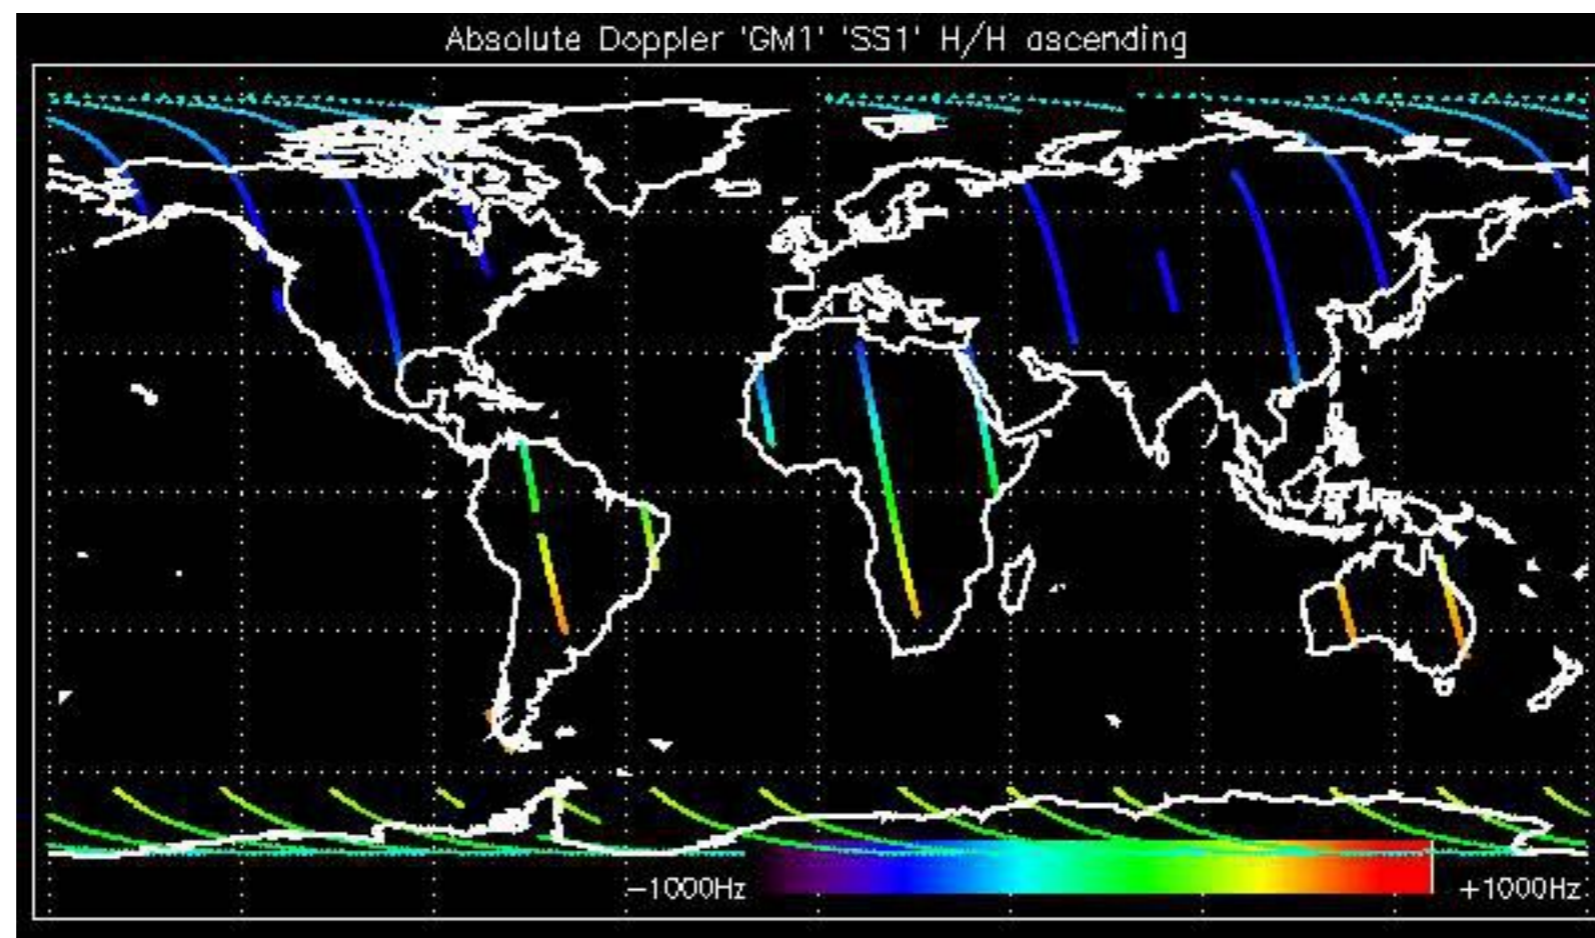 Absolute Doppler 'GM1' 'SS1' H/H ascending
-1000Hz
+1000Hz